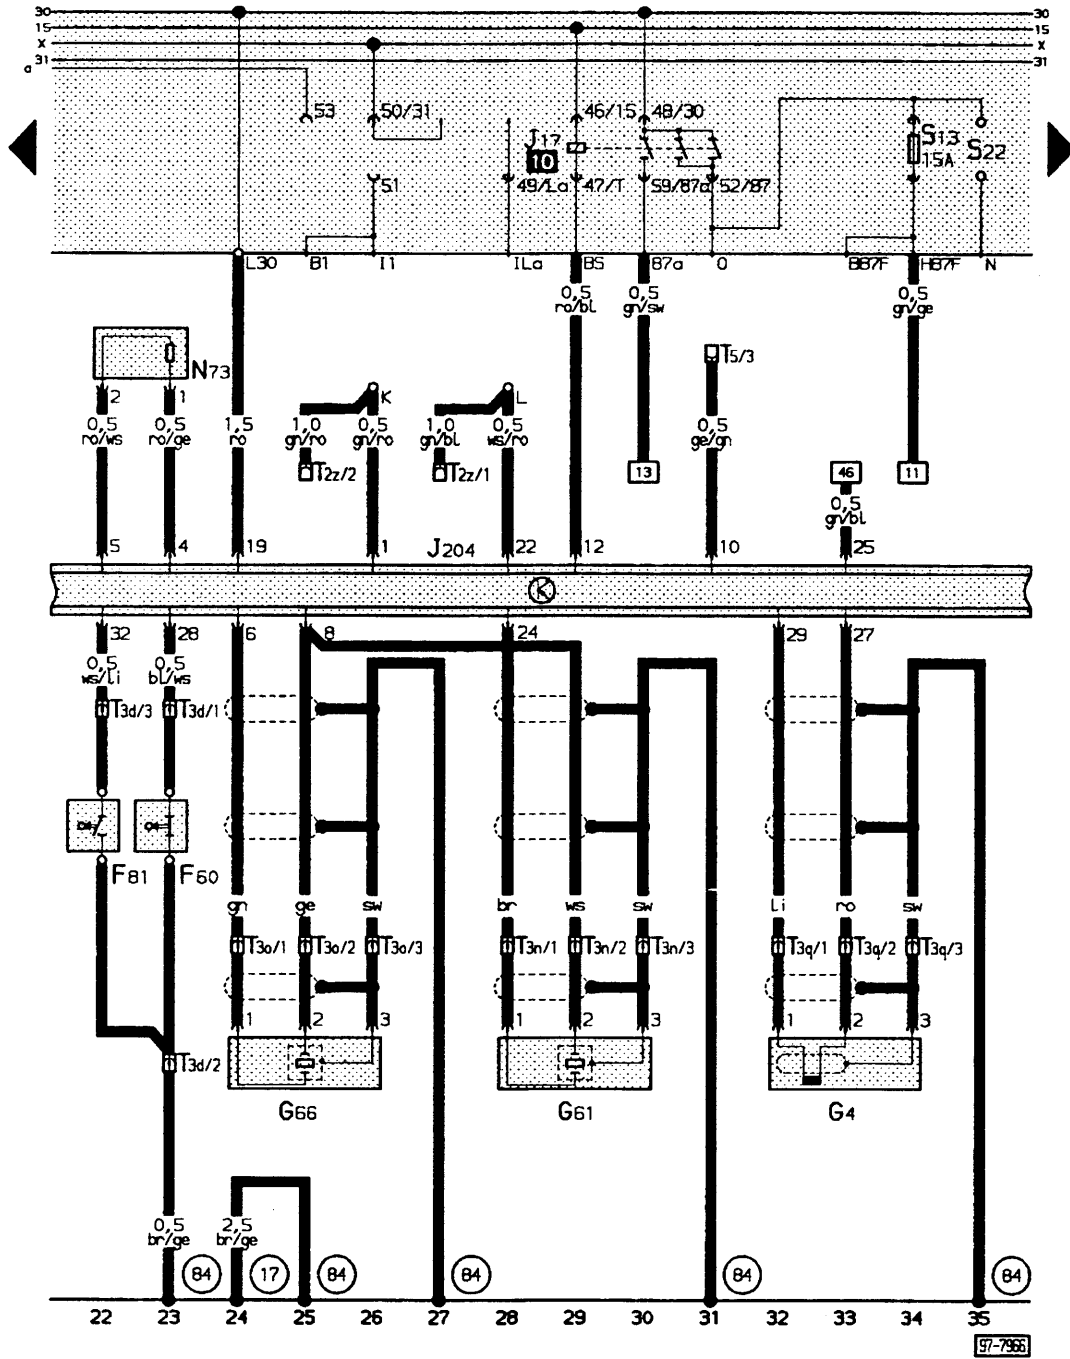 30 30
15 15
X X
31 31
a
53 50/31 46/15 48/30
J17 S13
10 15A S22
51 49/La 47/T 59/87a 52/87
L30 B1 I1 ILa BS 87a O BB7F HB7F N
0,5 0,5 0,5
ro/bl gn/sw gn/ge
N73 T5/3
2 1 K L
0,5 0,5 1,5 1,0 0,5 1,0 0,5 0,5
ro/ws ro/ge ro gn/ro gn/ro gn/bl ws/ro ge/gn
T2z/2 T2z/1 13 46 11
0,5
gn/bl
5 4 19 1 J204 22 12 10 25
K
32 28 6 8 24 29 27
0,5 0,5
ws/li bl/ws
T3d/3 T3d/1
F81 F60
gn ge sw br ws sw li ro sw
T3o/1 T3o/2 T3o/3 T3n/1 T3n/2 T3n/3 T3q/1 T3q/2 T3q/3
1 2 3 1 2 3 1 2 3
T3d/2
G66 G61 G4
0,5 2,5
br/ge br/ge
84 17 84 84 84 84
22 23 24 25 26 27 28 29 30 31 32 33 34 35
97-7966